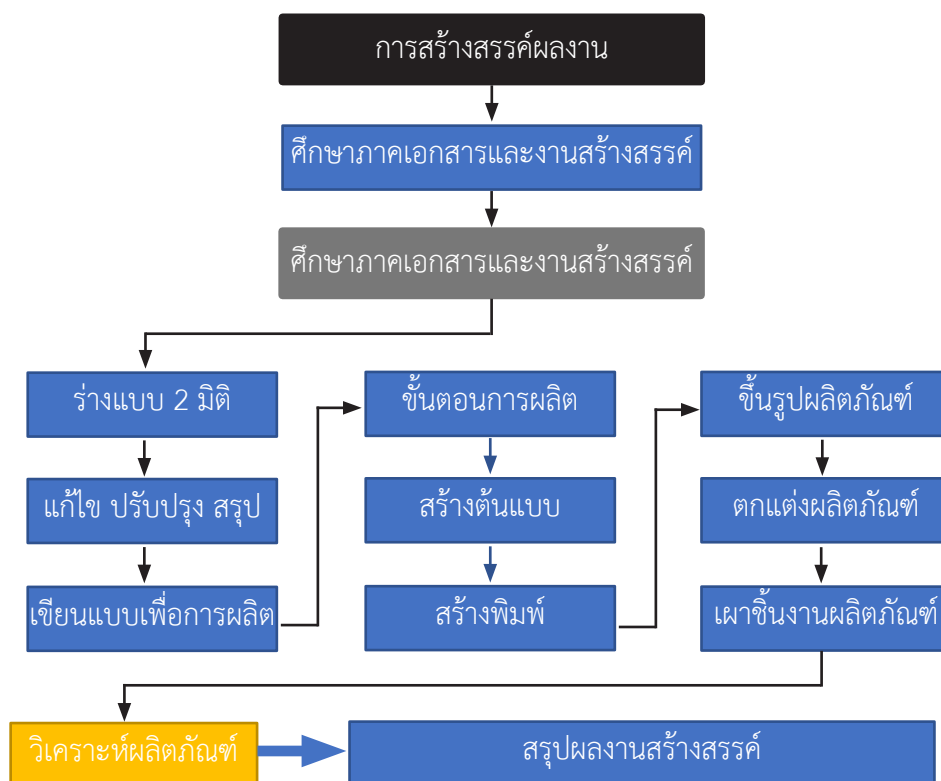 การสร้างสรรค์ผลงาน
ศึกษาภาคเอกสารและงานสร้างสรรค์
ศึกษาภาคเอกสารและงานสร้างสรรค์
ร่างแบบ 2 มิติ
แก้ไข ปรับปรุง สรุป
เขียนแบบเพื่อการผลิต
ขั้นตอนการผลิต
สร้างต้นแบบ
สร้างพิมพ์
ขึ้นรูปผลิตภัณฑ์
ตกแต่งผลิตภัณฑ์
เผาชิ้นงานผลิตภัณฑ์
วิเคราะห์ผลิตภัณฑ์
สรุปผลงานสร้างสรรค์